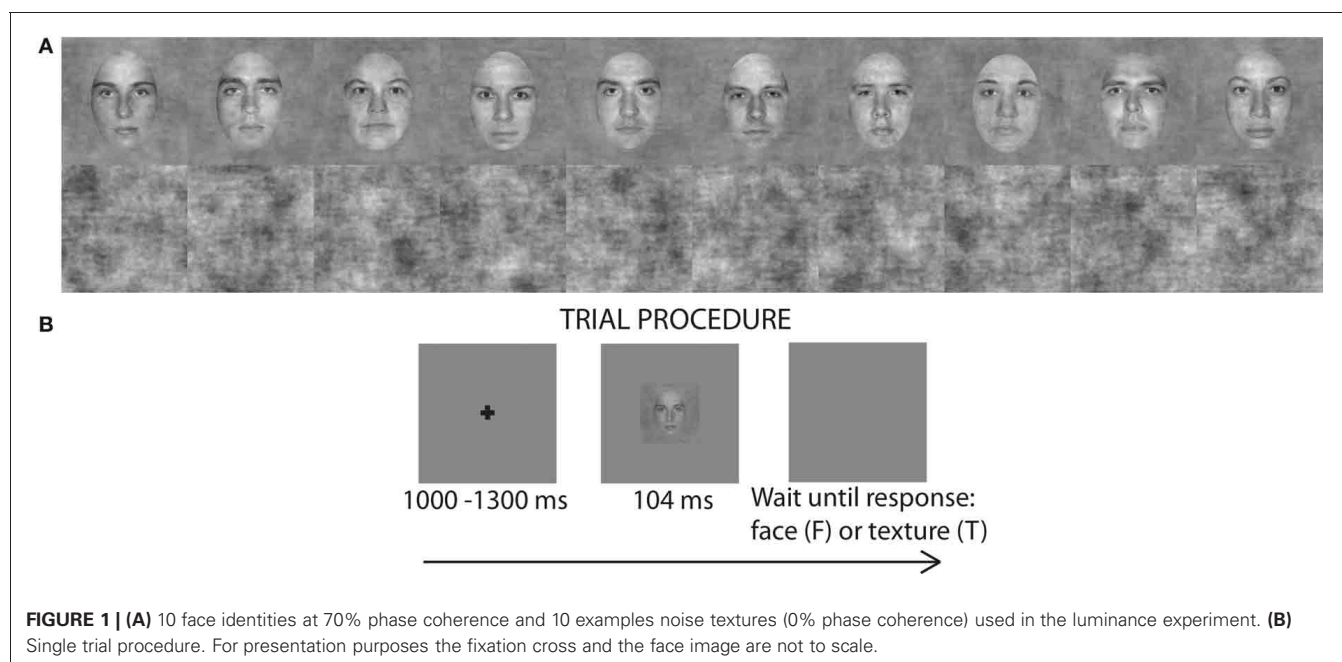 A
B
TRIAL PROCEDURE
1000 -1300 ms
104 ms
Wait until response:
face (F) or texture (T)
FIGURE 1 | (A) 10 face identities at 70% phase coherence and 10 examples noise textures (0% phase coherence) used in the luminance experiment. (B)
Single trial procedure. For presentation purposes the fixation cross and the face image are not to scale.